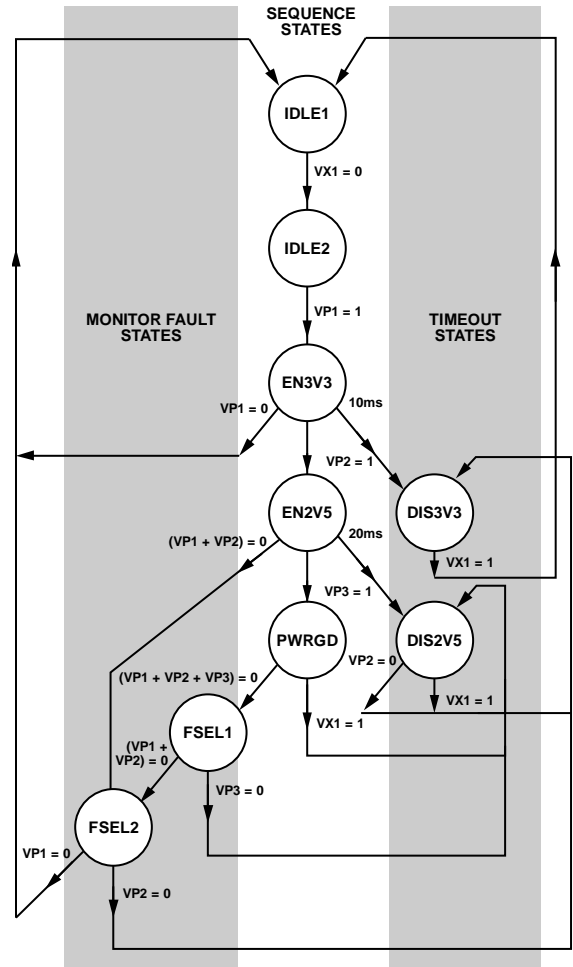 SEQUENCE
STATES
IDLE1
VX1 = 0
IDLE2
MONITOR FAULT
STATES
VP1 = 1
TIMEOUT
STATES
EN3V3
VP1 = 0
10ms
VP2 = 1
DIS3V3
EN2V5
(VP1 + VP2) = 0
20ms
VX1 = 1
VP3 = 1
PWRGD
DIS2V5
VP2 = 0
(VP1 + VP2 + VP3) = 0
VX1 = 1
VX1 = 1
FSEL1
(VP1 +
VP2) = 0
VP3 = 0
FSEL2
VP1 = 0
VP2 = 0